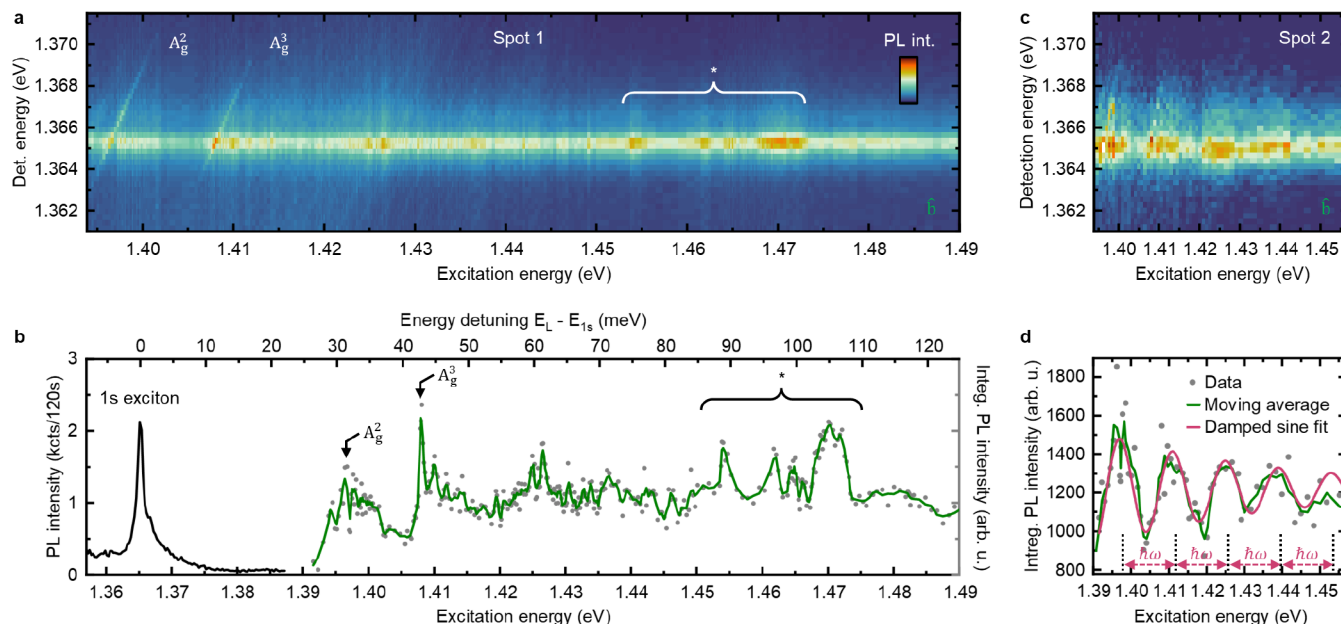 a
Spot 1
PL int.
A_g^2
A_g^3
*
Det. energy (eV)
1.370
1.368
1.366
1.364
1.362
1.40 1.41 1.42 1.43 1.44 1.45 1.46 1.47 1.48 1.49
Excitation energy (eV)
c
Spot 2
Detection energy (eV)
1.370
1.368
1.366
1.364
1.362
1.40 1.41 1.42 1.43 1.44 1.45
Excitation energy (eV)
b
Energy detuning E_L - E_1s (meV)
0 10 20 30 40 50 60 70 80 90 100 110 120
1s exciton
A_g^2
A_g^3
*
PL intensity (kcts/120s)
3
2
1
0
Integ. PL intensity (arb. u.)
1.36 1.37 1.38 1.39 1.40 1.41 1.42 1.43 1.44 1.45 1.46 1.47 1.48 1.49
Excitation energy (eV)
d
Intreg. PL intensity (arb. u.)
1800
1600
1400
1200
1000
800
Data
Moving average
Damped sine fit
ℏω ℏω ℏω ℏω
1.39 1.40 1.41 1.42 1.43 1.44 1.45
Excitation energy (eV)